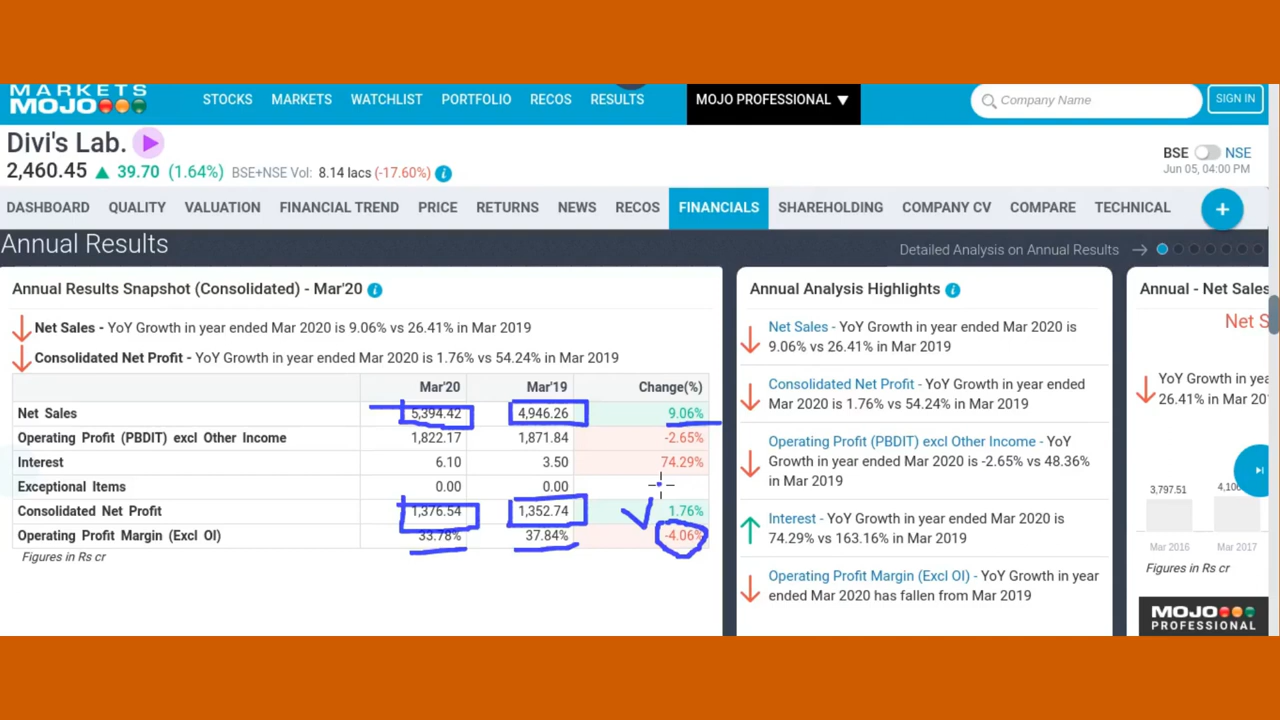 MARKETS
MOJO
STOCKS MARKETS WATCHLIST PORTFOLIO RECOS RESULTS
MOJO PROFESSIONAL ▼
Company Name
SIGN IN
Divi's Lab.
2,460.45 ▲ 39.70 (1.64%) BSE+NSE Vol: 8.14 lacs (-17.60%)
BSE NSE
Jun 05, 04:00 PM
DASHBOARD QUALITY VALUATION FINANCIAL TREND PRICE RETURNS NEWS RECOS FINANCIALS SHAREHOLDING COMPANY CV COMPARE TECHNICAL
+
Annual Results
Detailed Analysis on Annual Results →
Annual Results Snapshot (Consolidated) - Mar'20
Net Sales - YoY Growth in year ended Mar 2020 is 9.06% vs 26.41% in Mar 2019
Consolidated Net Profit - YoY Growth in year ended Mar 2020 is 1.76% vs 54.24% in Mar 2019
Mar'20 Mar'19 Change(%)
Net Sales 5,394.42 4,946.26 9.06%
Operating Profit (PBDIT) excl Other Income 1,822.17 1,871.84 -2.65%
Interest 6.10 3.50 74.29%
Exceptional Items 0.00 0.00
Consolidated Net Profit 1,376.54 1,352.74 1.76%
Operating Profit Margin (Excl OI) 33.78% 37.84% -4.06%
Figures in Rs cr
Annual Analysis Highlights
Net Sales - YoY Growth in year ended Mar 2020 is
9.06% vs 26.41% in Mar 2019
Consolidated Net Profit - YoY Growth in year ended
Mar 2020 is 1.76% vs 54.24% in Mar 2019
Operating Profit (PBDIT) excl Other Income - YoY
Growth in year ended Mar 2020 is -2.65% vs 48.36%
in Mar 2019
Interest - YoY Growth in year ended Mar 2020 is
74.29% vs 163.16% in Mar 2019
Operating Profit Margin (Excl OI) - YoY Growth in year
ended Mar 2020 has fallen from Mar 2019
Annual - Net Sales
Net S
YoY Growth in yea
26.41% in Mar 20
3,797.51
Mar 2016 Mar 2017
Figures in Rs cr
MOJO
PROFESSIONAL